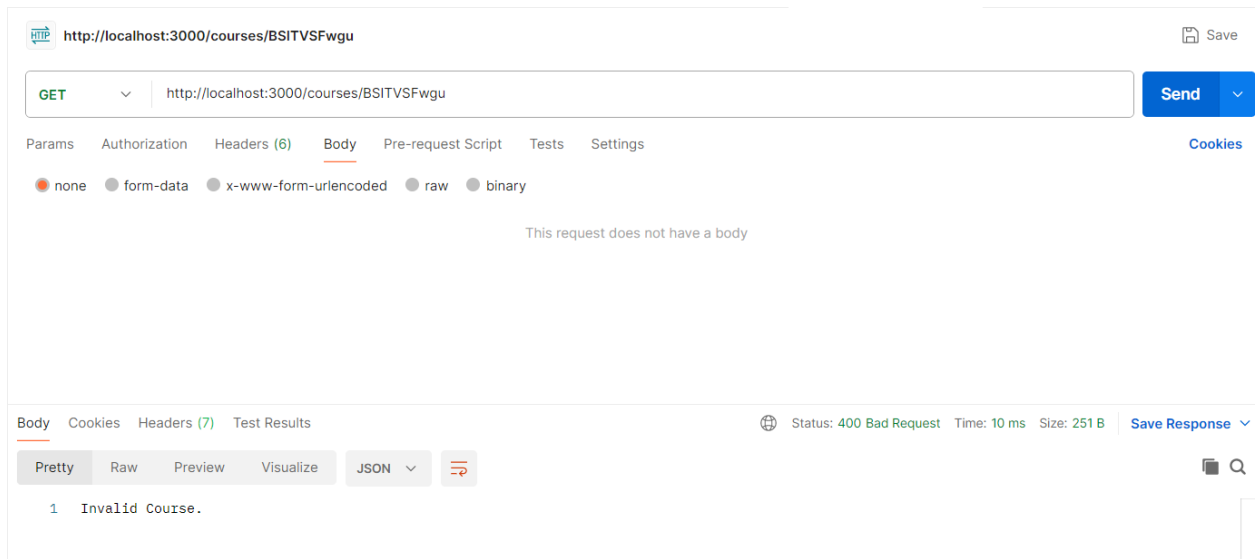 HTTP http://localhost:3000/courses/BSITVSFwgu Save
GET http://localhost:3000/courses/BSITVSFwgu Send
Params Authorization Headers (6) Body Pre-request Script Tests Settings Cookies
none form-data x-www-form-urlencoded raw binary
This request does not have a body
Body Cookies Headers (7) Test Results Status: 400 Bad Request Time: 10 ms Size: 251 B Save Response
Pretty Raw Preview Visualize JSON
1 Invalid Course.